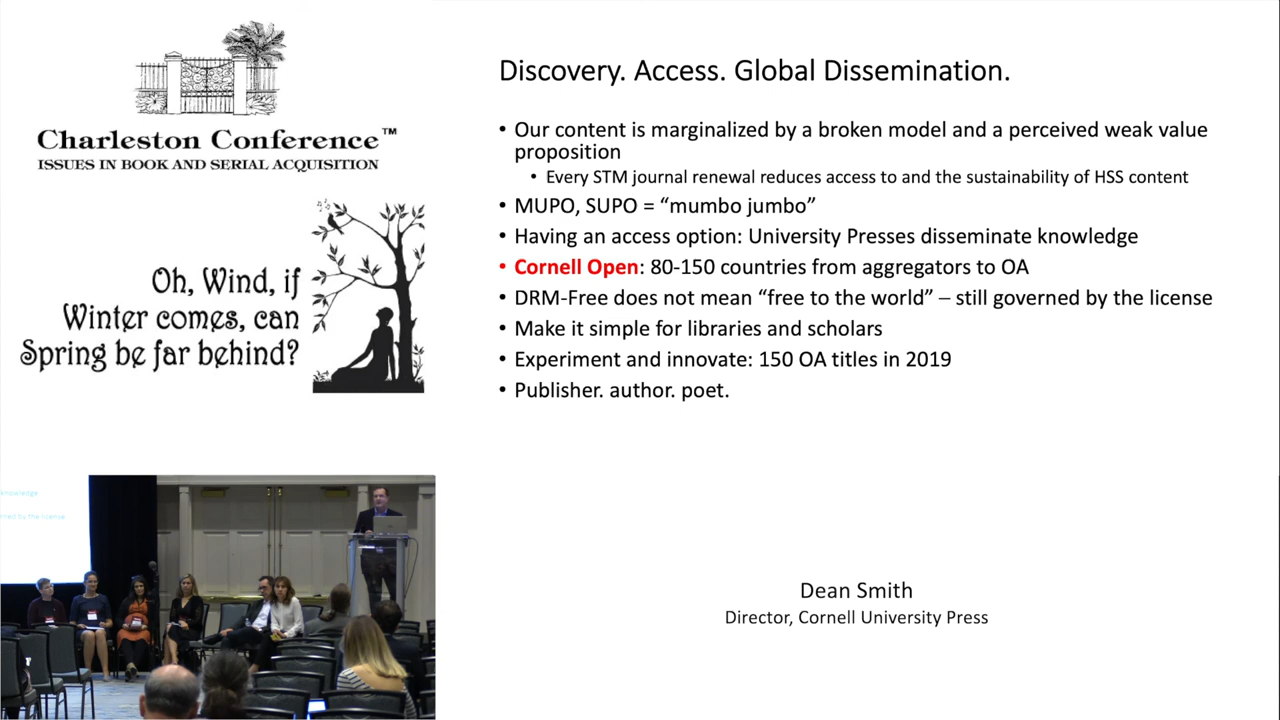 Charleston Conference™
ISSUES IN BOOK AND SERIAL ACQUISITION
Oh, Wind, if
Winter comes, can
Spring be far behind?
Discovery. Access. Global Dissemination.
• Our content is marginalized by a broken model and a perceived weak value
proposition
• Every STM journal renewal reduces access to and the sustainability of HSS content
• MUPO, SUPO = “mumbo jumbo”
• Having an access option: University Presses disseminate knowledge
• Cornell Open: 80-150 countries from aggregators to OA
• DRM-Free does not mean “free to the world” – still governed by the license
• Make it simple for libraries and scholars
• Experiment and innovate: 150 OA titles in 2019
• Publisher. author. poet.
knowledge
ned by the license
Dean Smith
Director, Cornell University Press